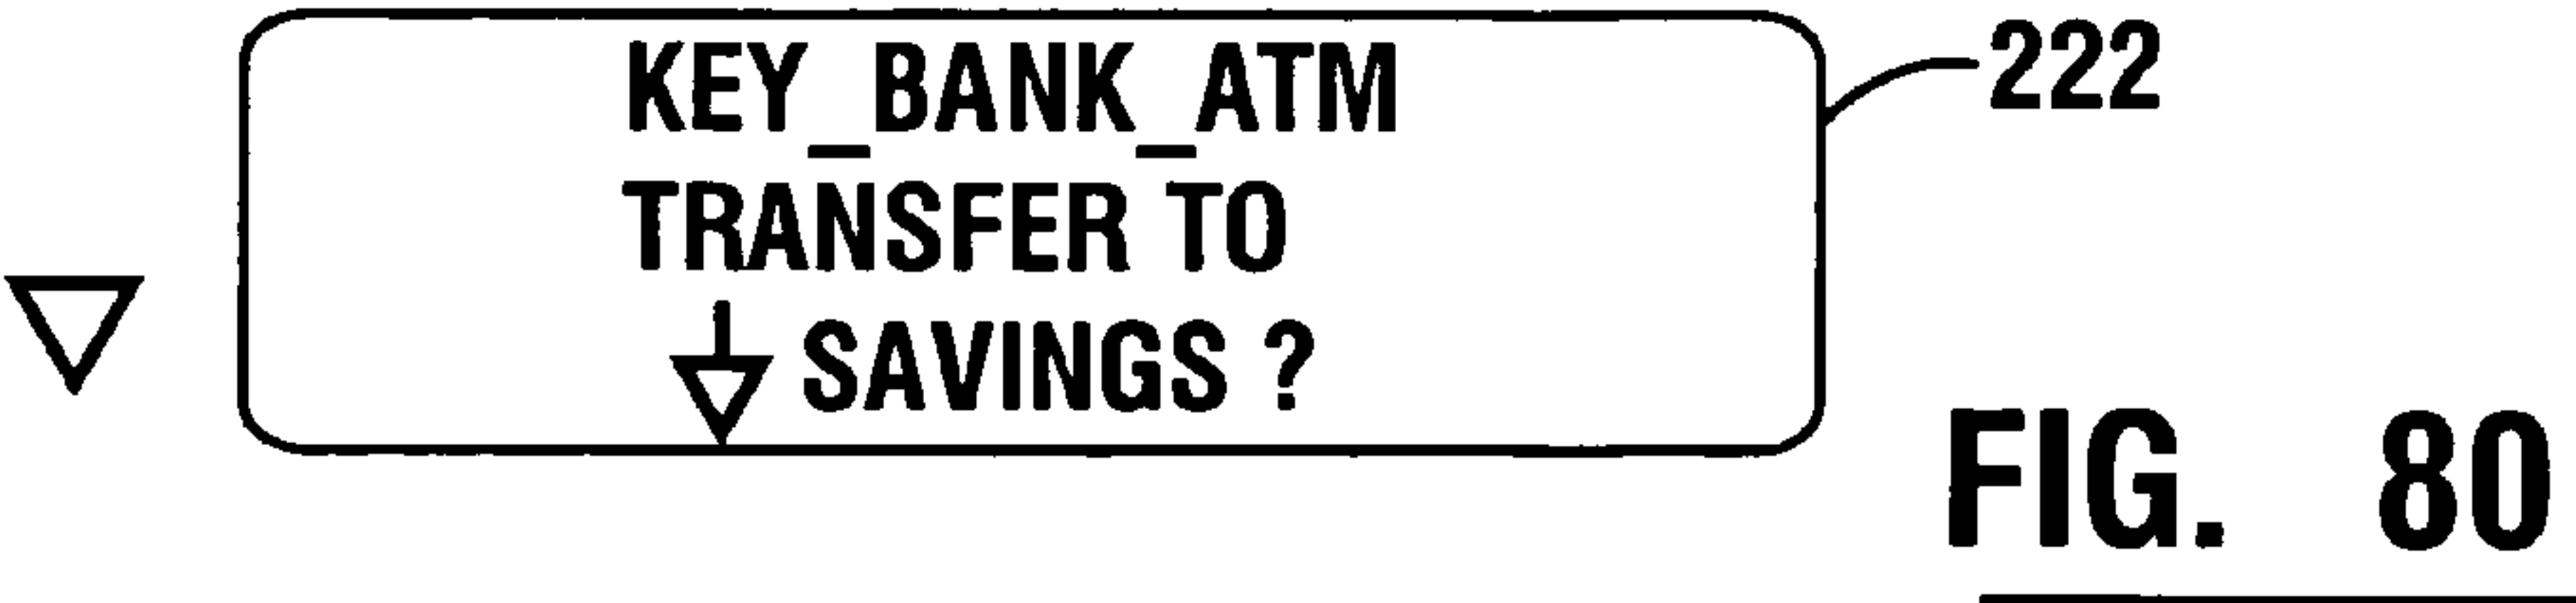 KEY_BANK_ATM
222
TRANSFER TO
SAVINGS ?
FIG. 80